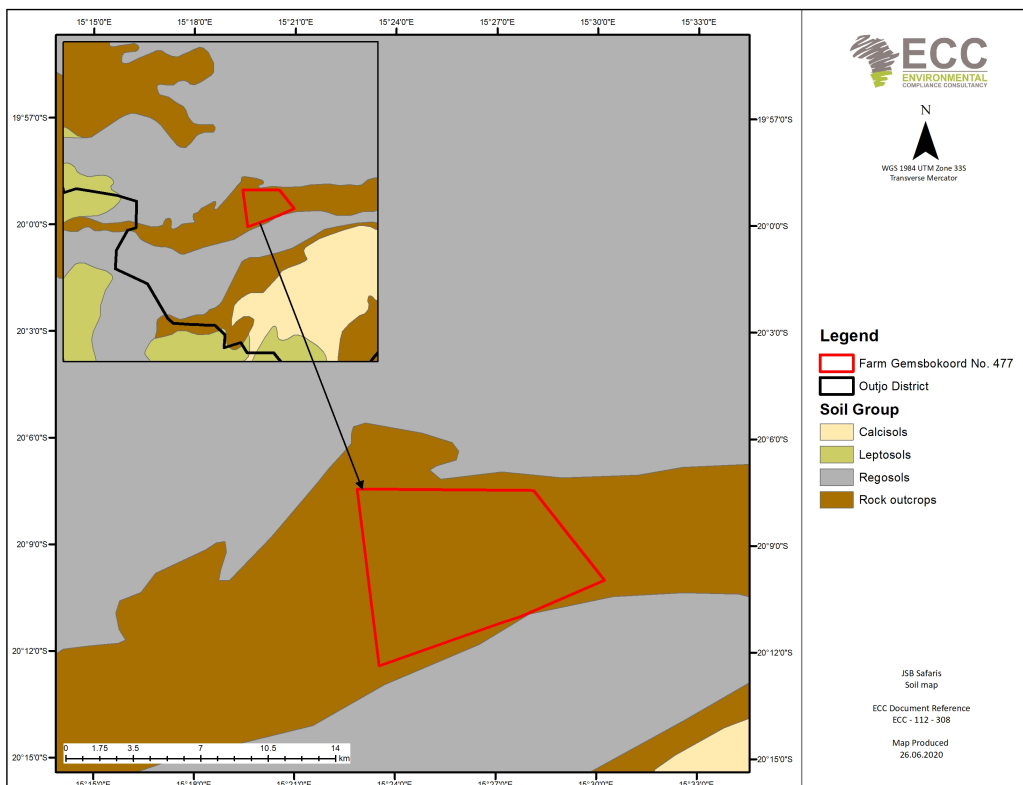 15°15'0"E 15°18'0"E 15°21'0"E 15°24'0"E 15°27'0"E 15°30'0"E 15°33'0"E
19°57'0"S 19°57'0"S
20°0'0"S 20°0'0"S
20°3'0"S 20°3'0"S
20°6'0"S 20°6'0"S
20°9'0"S 20°9'0"S
20°12'0"S 20°12'0"S
20°15'0"S 20°15'0"S
0 1.75 3.5 7 10.5 14
km
15°15'0"E 15°18'0"E 15°21'0"E 15°24'0"E 15°27'0"E 15°30'0"E 15°33'0"E
ECC
ENVIRONMENTAL
COMPLIANCE CONSULTANCY
N
WGS 1984 UTM Zone 33S
Transverse Mercator
Legend
Farm Gemsbokoord No. 477
Outjo District
Soil Group
Calcisols
Leptosols
Regosols
Rock outcrops
JSB Safaris
Soil map
ECC Document Reference
ECC - 112 - 308
Map Produced
26.06.2020